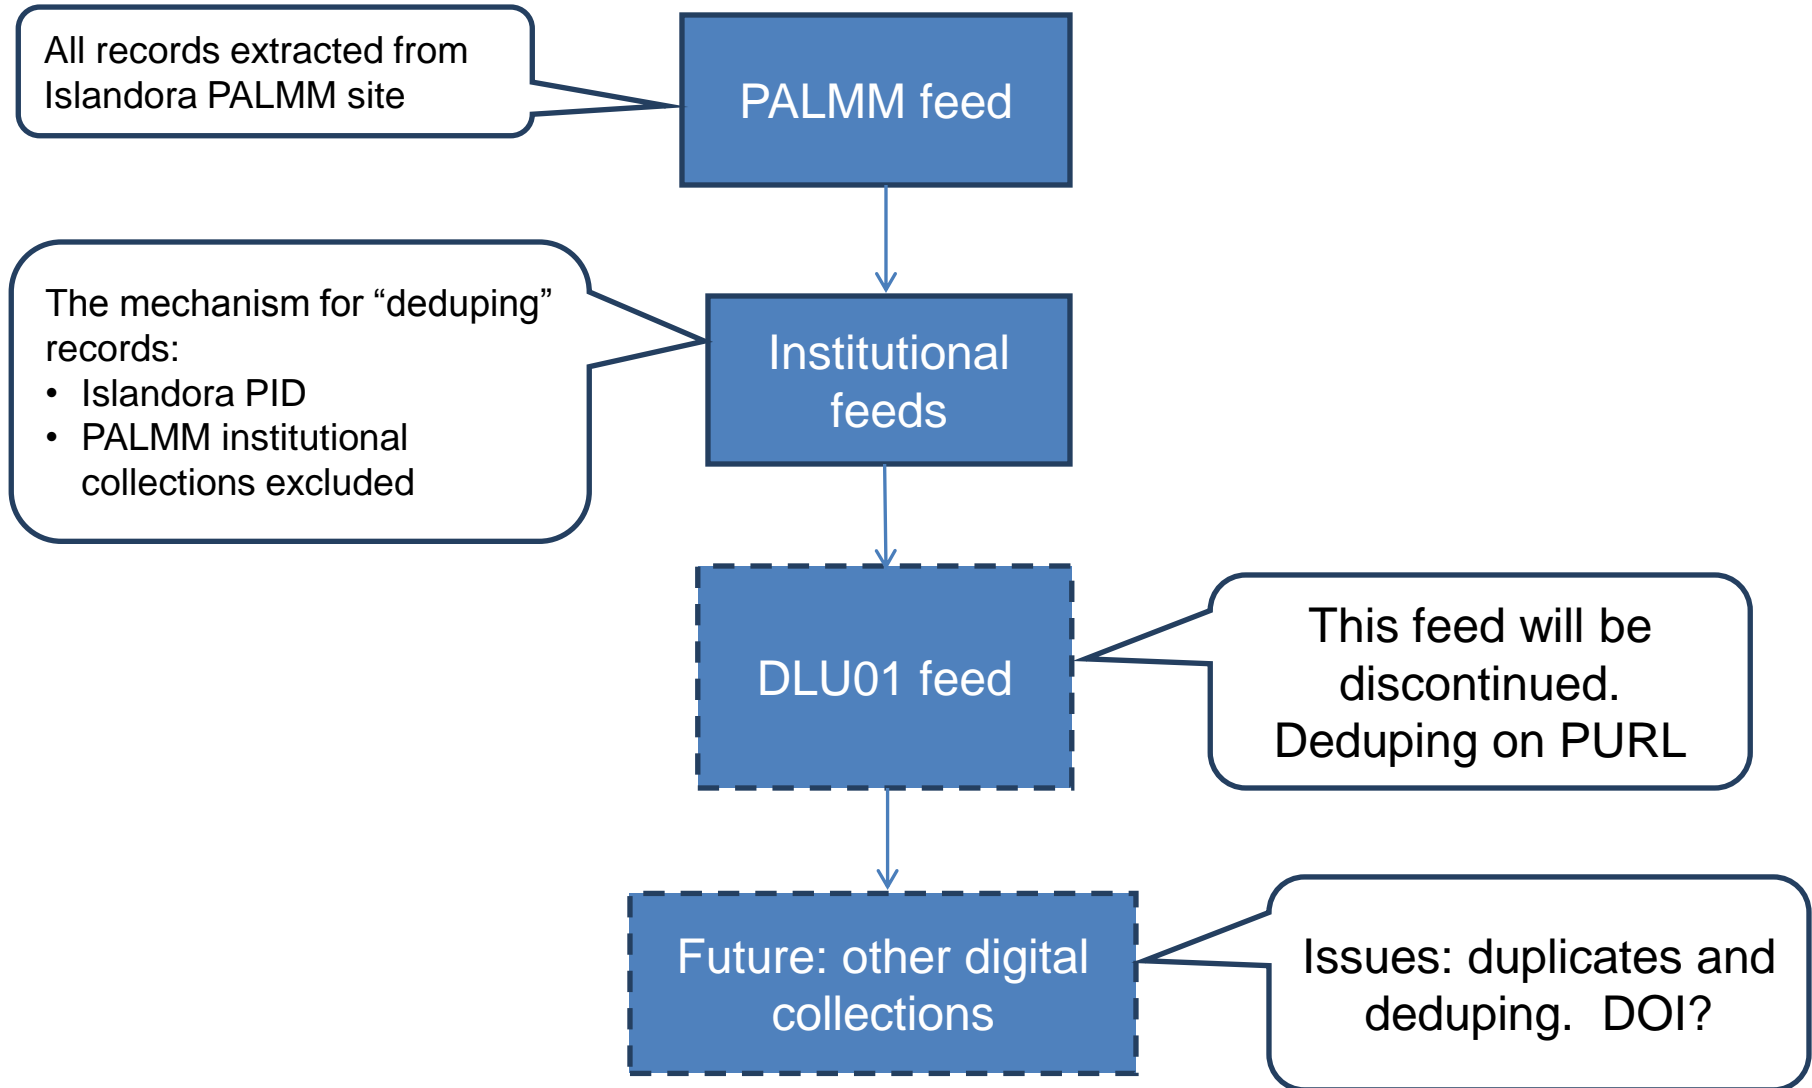 All records extracted from
Islandora PALMM site
PALMM feed
The mechanism for “deduping”
records:
• Islandora PID
• PALMM institutional
collections excluded
Institutional
feeds
DLU01 feed
This feed will be
discontinued.
Deduping on PURL
Future: other digital
collections
Issues: duplicates and
deduping.  DOI?